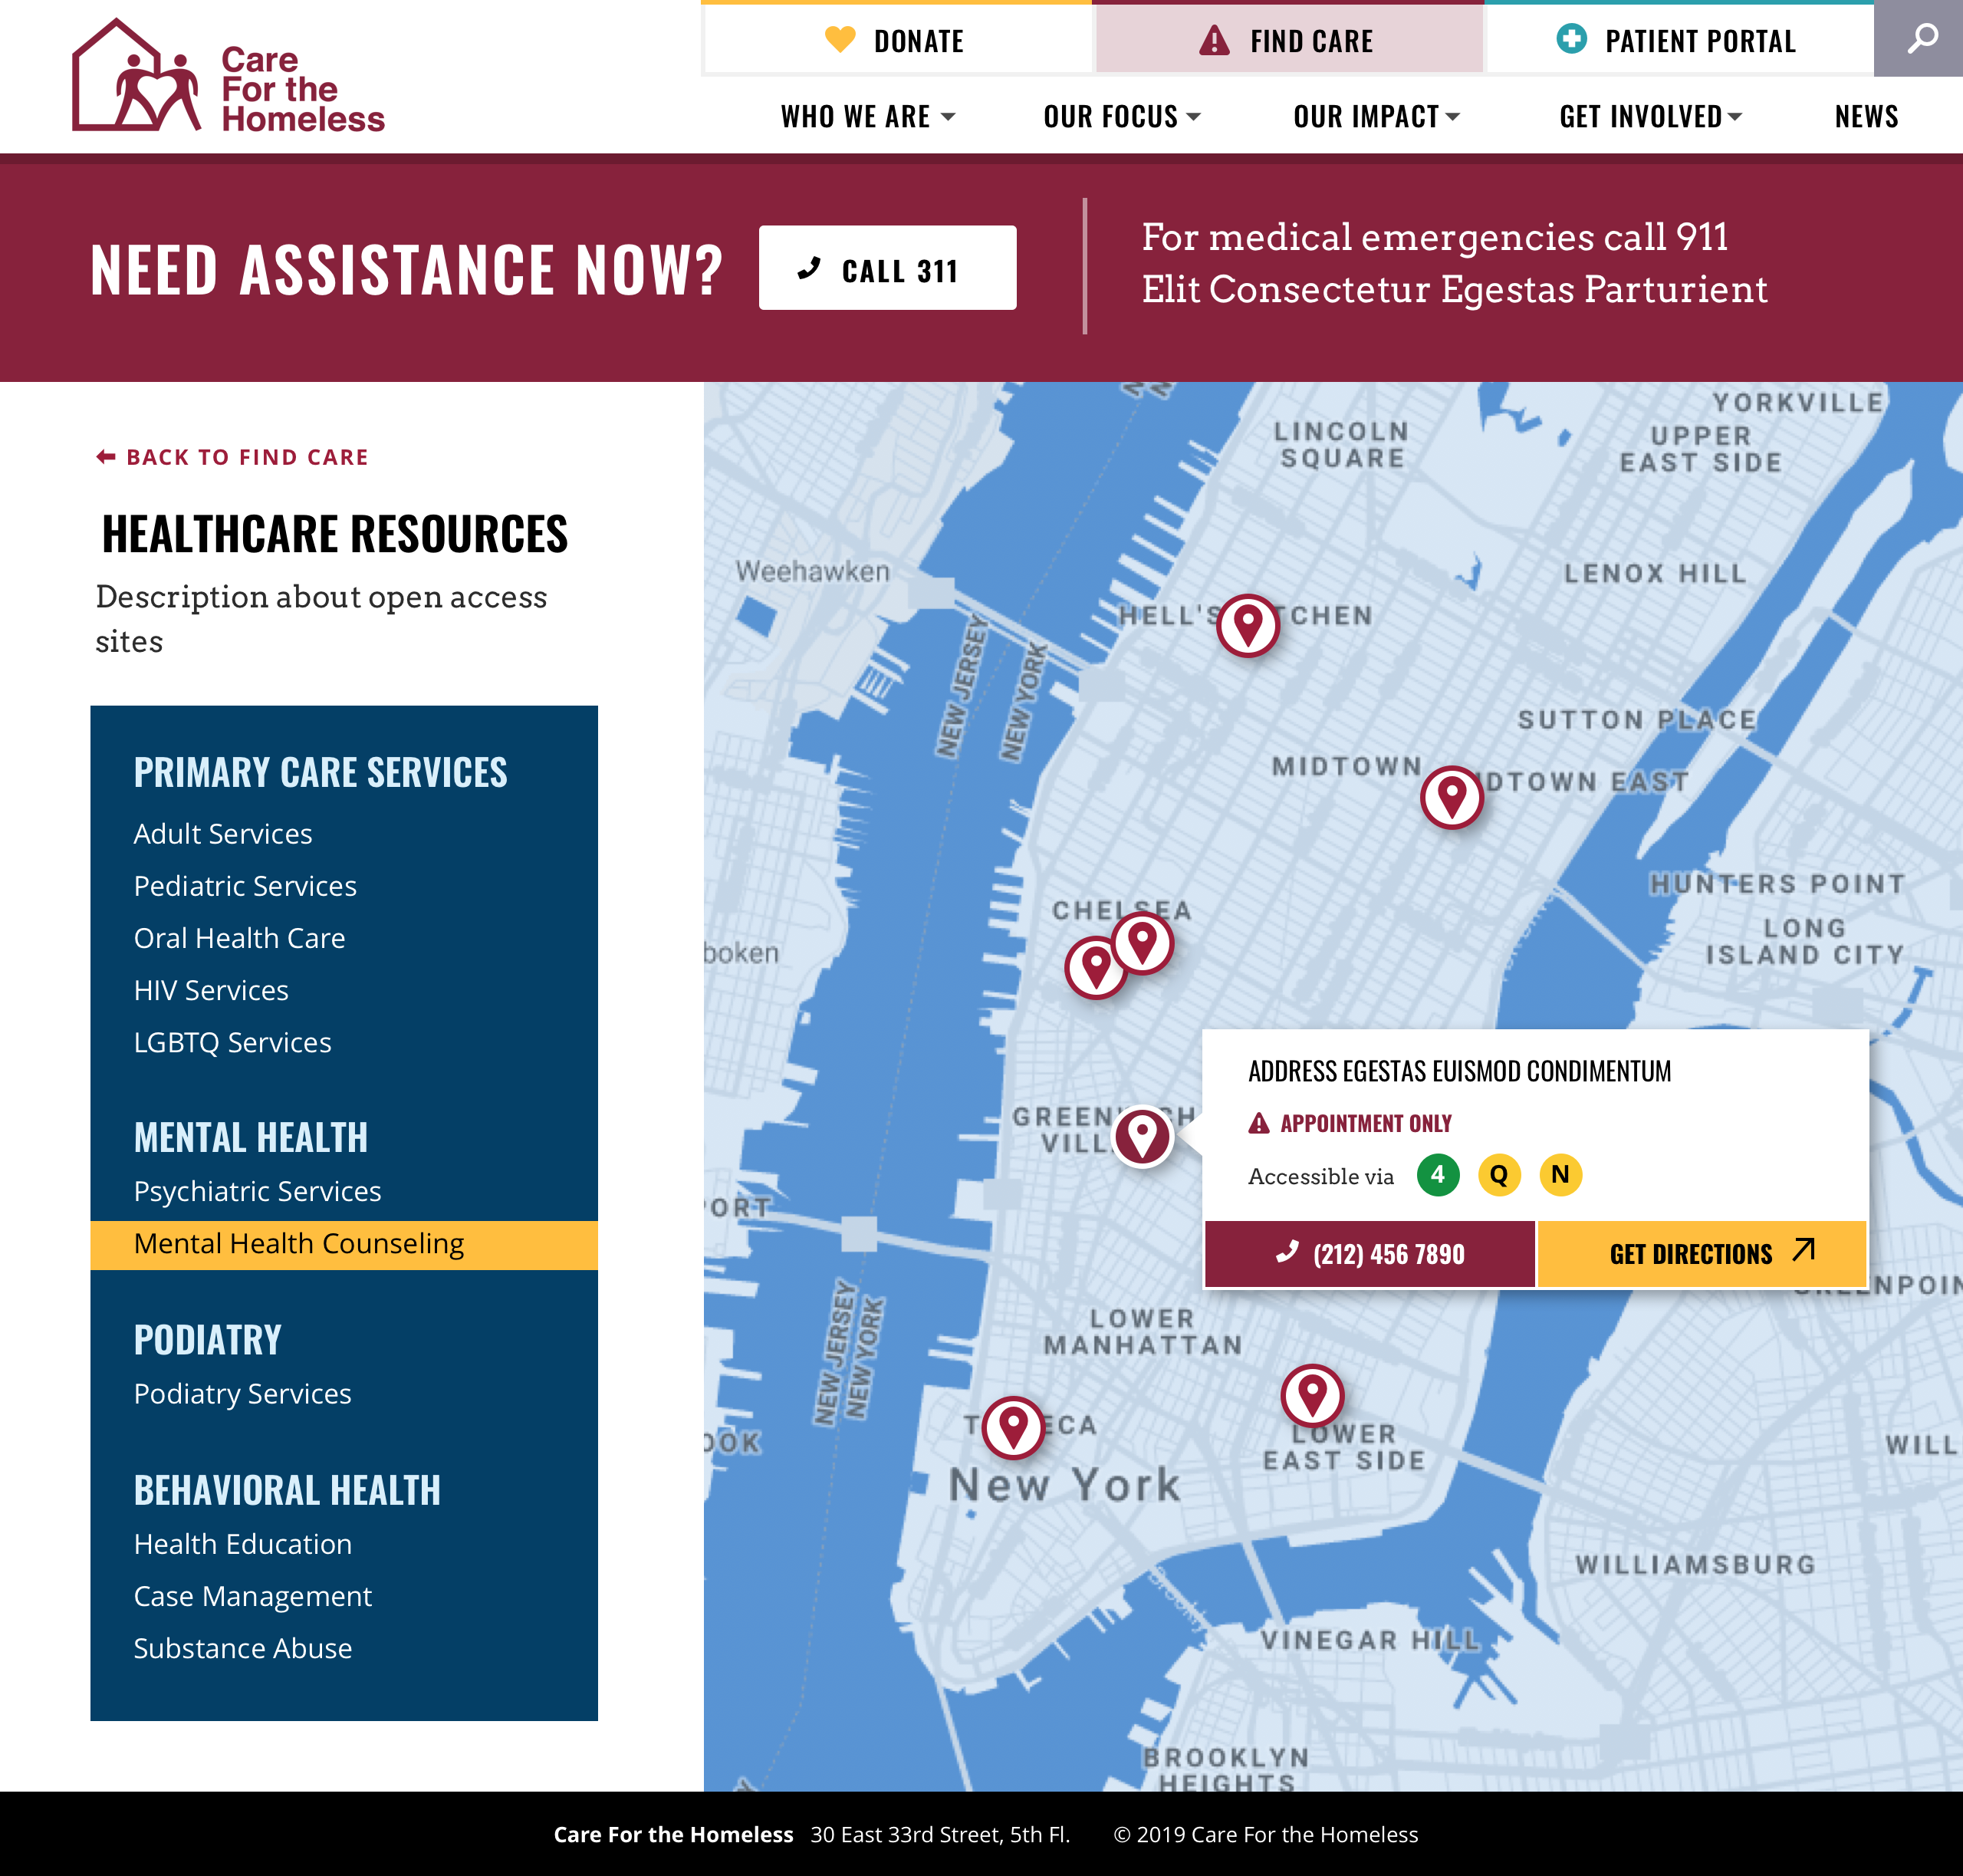 Care
For the
Homeless
DONATE
FIND CARE
PATIENT PORTAL
WHO WE ARE
OUR FOCUS
OUR IMPACT
GET INVOLVED
NEWS
NEED ASSISTANCE NOW?
CALL 311
For medical emergencies call 911
Elit Consectetur Egestas Parturient
BACK TO FIND CARE
HEALTHCARE RESOURCES
Description about open access
sites
PRIMARY CARE SERVICES
Adult Services
Pediatric Services
Oral Health Care
HIV Services
LGBTQ Services
MENTAL HEALTH
Psychiatric Services
Mental Health Counseling
PODIATRY
Podiatry Services
BEHAVIORAL HEALTH
Health Education
Case Management
Substance Abuse
YORKVILLE
LINCOLN
SQUARE
UPPER
EAST SIDE
Weehawken
LENOX HILL
HELL'S
TCHEN
NEW JERSEY
NEW YORK
SUTTON PLACE
MIDTOWN
DTOWN EAST
HUNTERS POINT
CHELSEA
LONG
ISLAND CITY
boken
ADDRESS EGESTAS EUISMOD CONDIMENTUM
APPOINTMENT ONLY
Accessible via
4
Q
N
(212) 456 7890
GET DIRECTIONS
GREEN
CH
VILL
ORT
ENPOIN
NEW JERSEY
NEW YORK
LOWER
MANHATTAN
T
ECA
LOWER
EAST SIDE
OOK
WILL
New York
WILLIAMSBURG
Brookly
VINEGAR HILL
BROOKLYN
HEIGHTS
Care For the Homeless
30 East 33rd Street, 5th Fl.
© 2019 Care For the Homeless